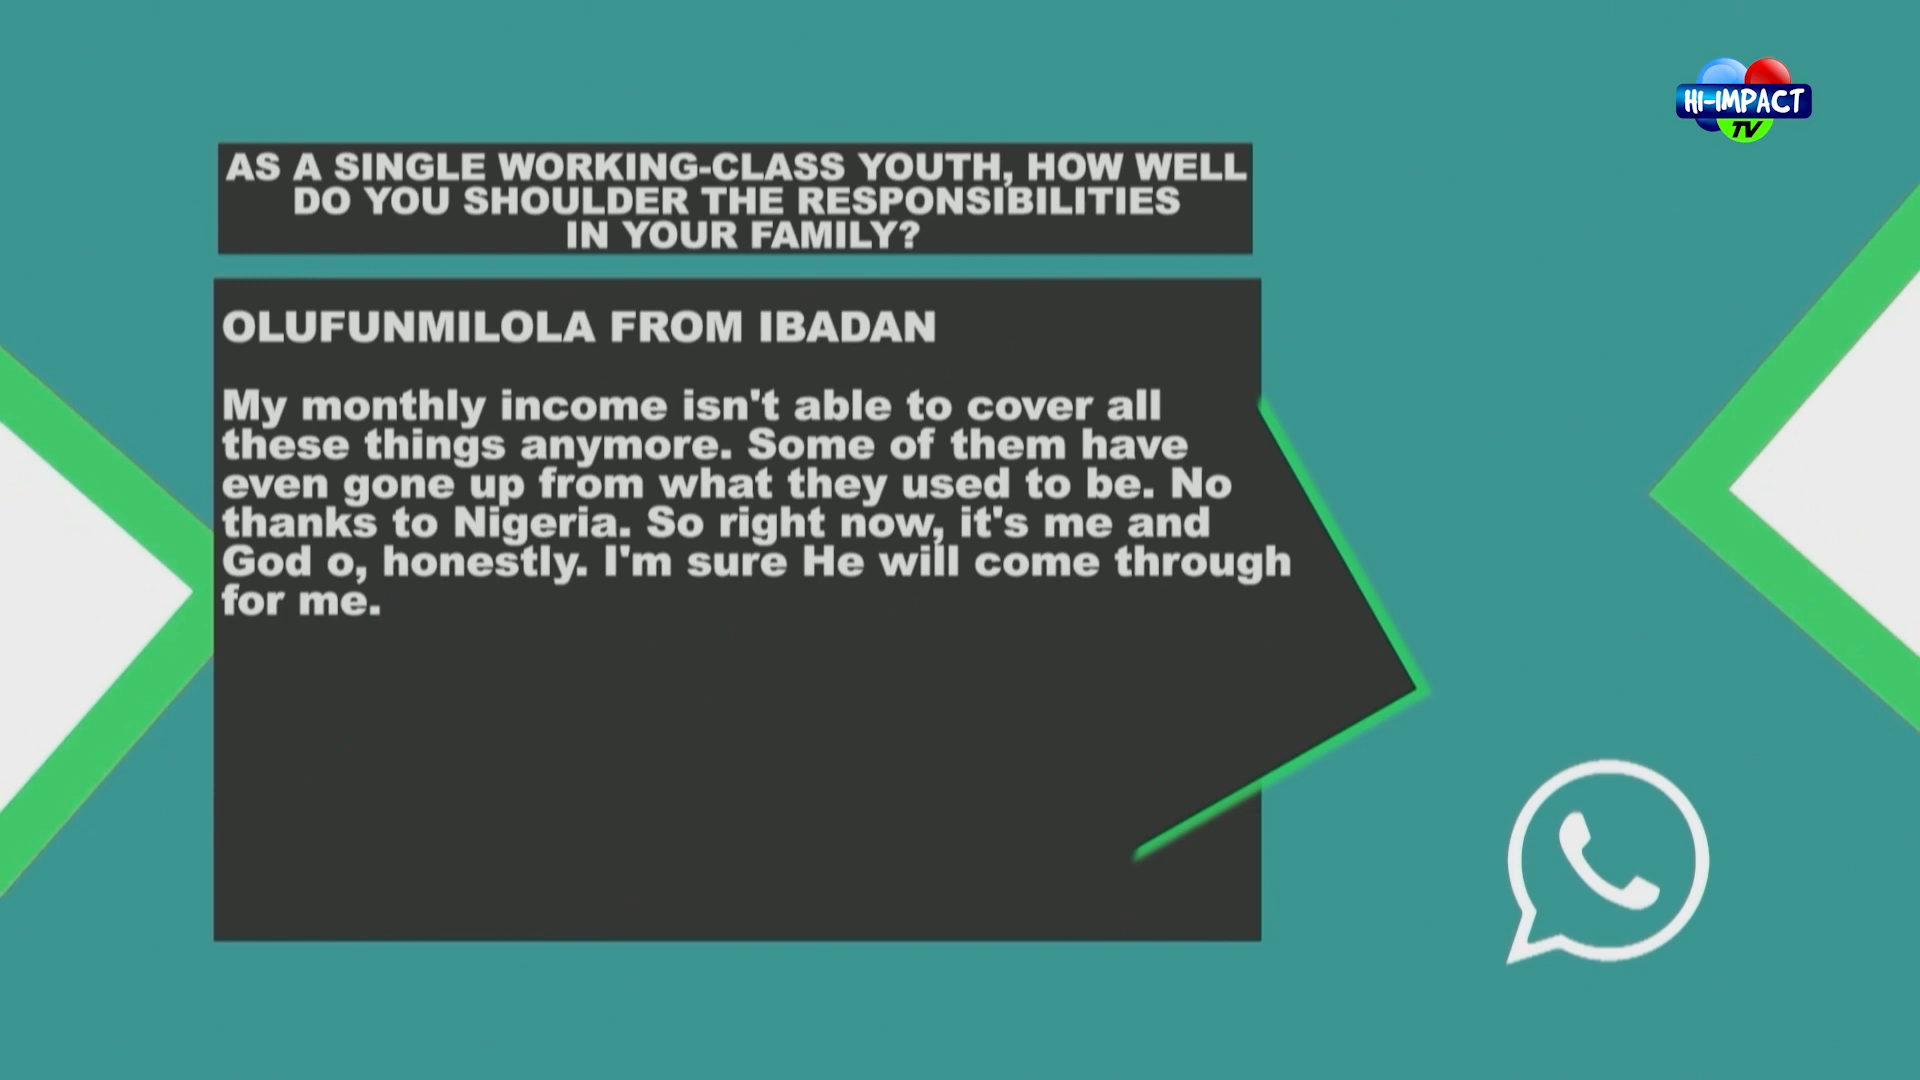 HI-IMPACT
TV
AS A SINGLE WORKING-CLASS YOUTH, HOW WELL
DO YOU SHOULDER THE RESPONSIBILITIES
IN YOUR FAMILY?
OLUFUNMILOLA FROM IBADAN
My monthly income isn't able to cover all
these things anymore. Some of them have
even gone up from what they used to be. No
thanks to Nigeria. So right now, it's me and
God o, honestly. I'm sure He will come through
for me.